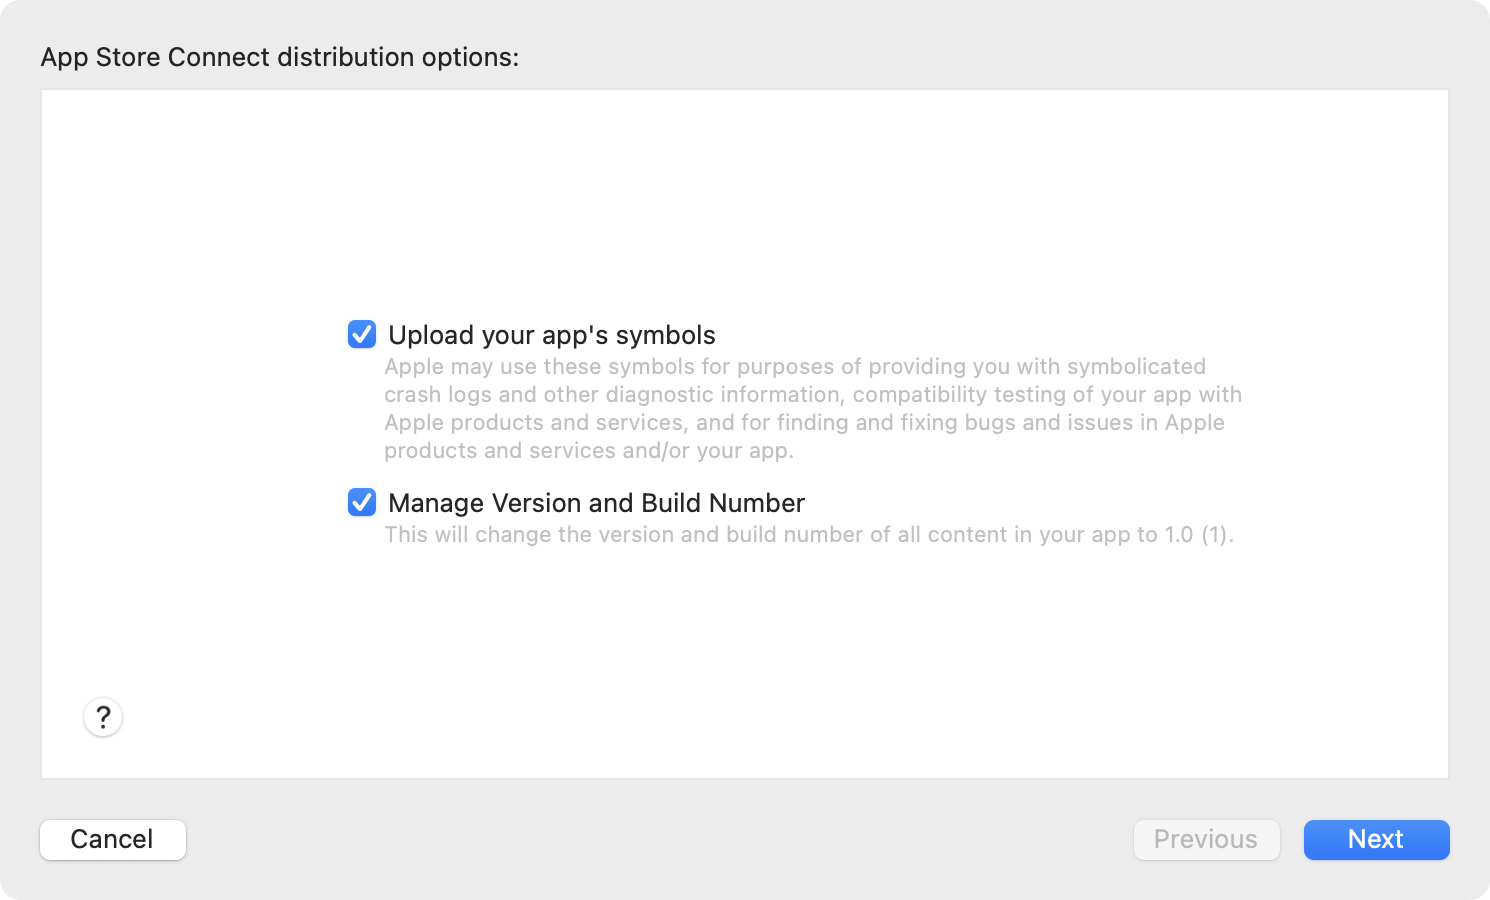 App Store Connect distribution options:
Upload your app's symbols
Apple may use these symbols for purposes of providing you with symbolicated
crash logs and other diagnostic information, compatibility testing of your app with
Apple products and services, and for finding and fixing bugs and issues in Apple
products and services and/or your app.
Manage Version and Build Number
This will change the version and build number of all content in your app to 1.0 (1).
?
Cancel
Previous
Next